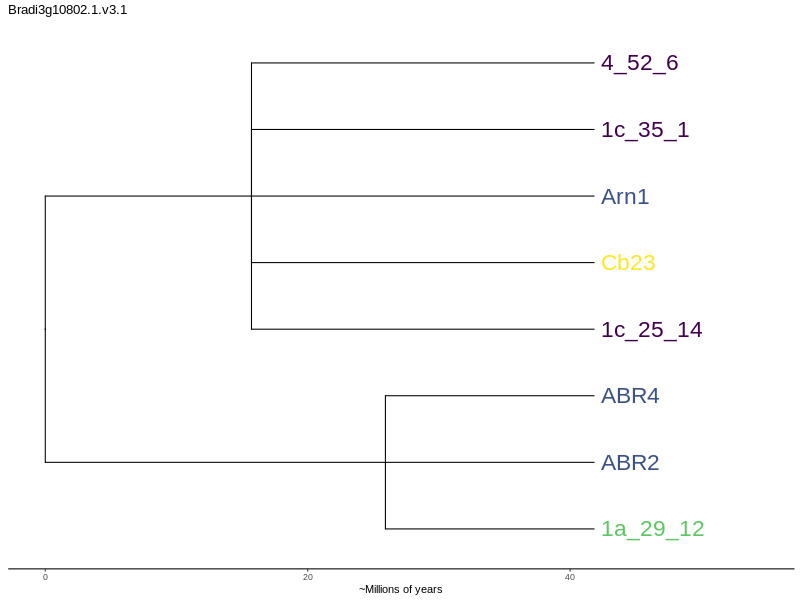 Bradi3g10802.1.v3.1
4_52_6
1c_35_1
Arn1
Cb23
1c_25_14
ABR4
ABR2
1a_29_12
0 20 40
~Millions of years